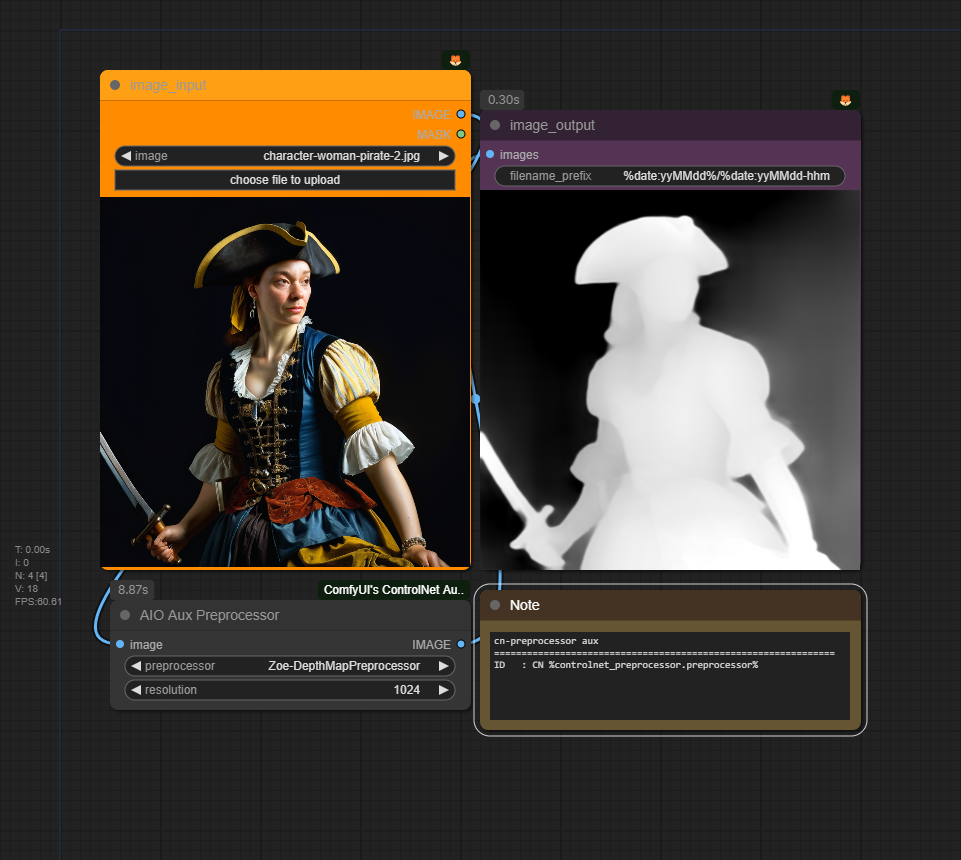 image_input
IMAGE
MASK
image character-woman-pirate-2.jpg
choose file to upload
0.30s
image_output
images
filename_prefix %date:yyMMdd%/%date:yyMMdd-hhm
T: 0.00s
I: 0
N: 4 [4]
V: 18
FPS:60.61
8.87s
ComfyUI's ControlNet Au..
AIO Aux Preprocessor
image IMAGE
preprocessor Zoe-DepthMapPreprocessor
resolution 1024
Note
cn-preprocessor aux
==============================================================
ID : CN %controlnet_preprocessor.preprocessor%